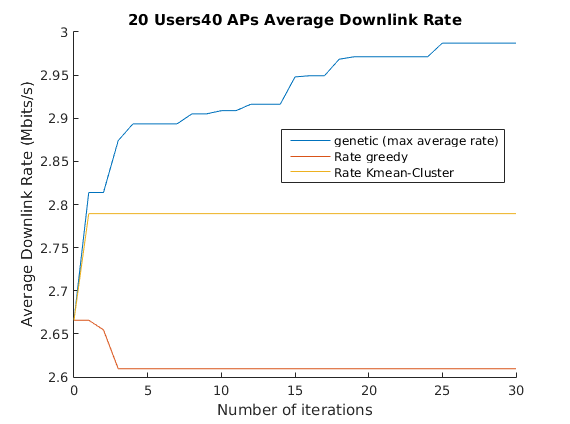 20 Users40 APs Average Downlink Rate
Average Downlink Rate (Mbits/s)
3
2.95
2.9
2.85
2.8
2.75
2.7
2.65
2.6
genetic (max average rate)
Rate greedy
Rate Kmean-Cluster
0 5 10 15 20 25 30
Number of iterations